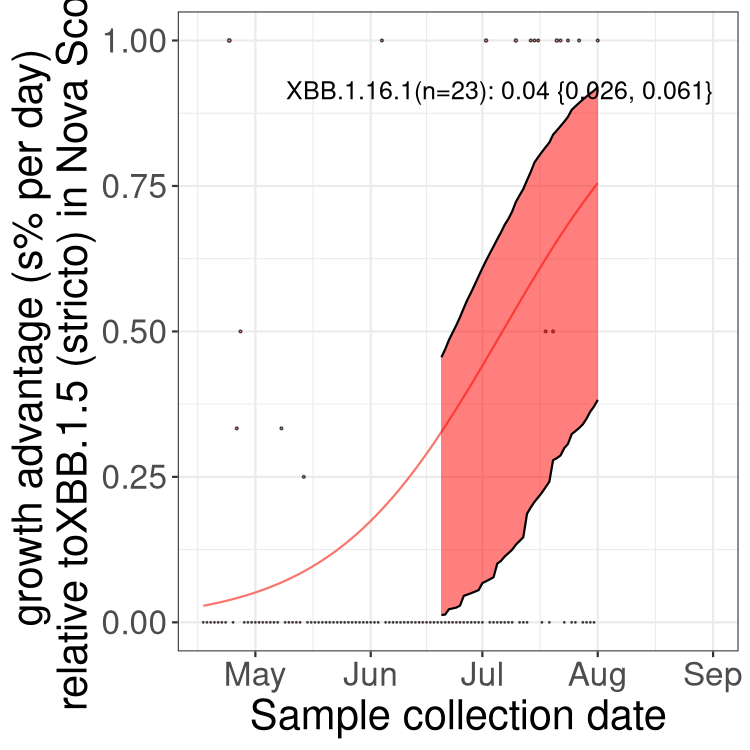 growth advantage (s% per day)
relative toXBB.1.5 (stricto) in Nova Sco
1.00
0.75
0.50
0.25
0.00
XBB.1.16.1(n=23): 0.04 {0.026, 0.061}
May Jun Jul Aug Sep
Sample collection date